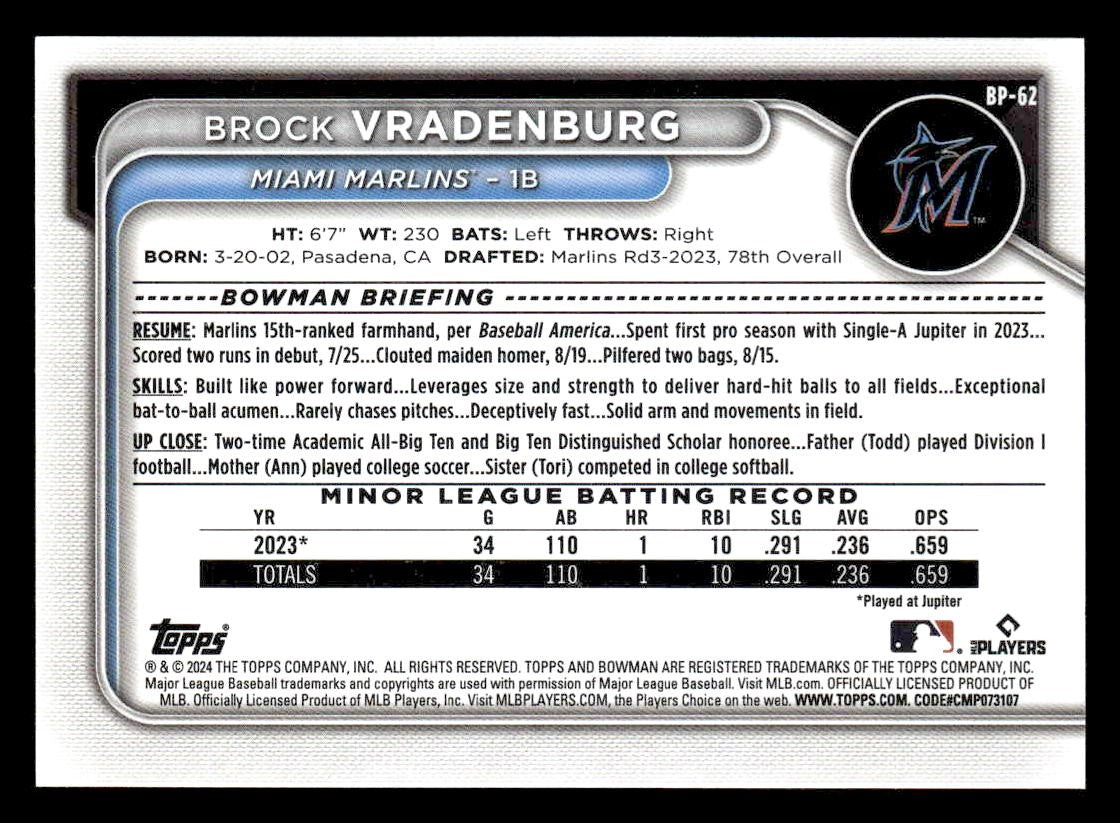 BP-62
BROCK VRADENBURG
MIAMI MARLINS™ – 1B
M™
HT: 6'7" WT: 230 BATS: Left THROWS: Right
BORN: 3-20-02, Pasadena, CA DRAFTED: Marlins Rd3-2023, 78th Overall
BOWMAN BRIEFING
RESUME: Marlins 15th-ranked farmhand, per Baseball America...Spent first pro season with Single-A Jupiter in 2023...
Scored two runs in debut, 7/25...Clouted maiden homer, 8/19...Pilfered two bags, 8/15.
SKILLS: Built like power forward...Leverages size and strength to deliver hard-hit balls to all fields...Exceptional
bat-to-ball acumen...Rarely chases pitches...Deceptively fast...Solid arm and movements in field.
UP CLOSE: Two-time Academic All-Big Ten and Big Ten Distinguished Scholar honoree...Father (Todd) played Division I
football...Mother (Ann) played college soccer...Sister (Tori) competed in college softball.
MINOR LEAGUE BATTING RECORD
YR G AB HR RBI SLG AVG OPS
2023* 34 110 1 10 .291 .236 .659
TOTALS 34 110 1 10 .291 .236 .659
*Played at Jupiter
Topps®
MLB PLAYERS
® & © 2024 THE TOPPS COMPANY, INC. ALL RIGHTS RESERVED. TOPPS AND BOWMAN ARE REGISTERED TRADEMARKS OF THE TOPPS COMPANY, INC.
Major League Baseball trademarks and copyrights are used with permission of Major League Baseball. Visit MLB.com. OFFICIALLY LICENSED PRODUCT OF
MLB. Officially Licensed Product of MLB Players, Inc. Visit MLBPLAYERS.COM, the Players Choice on the web. WWW.TOPPS.COM. CODE#CMP073107